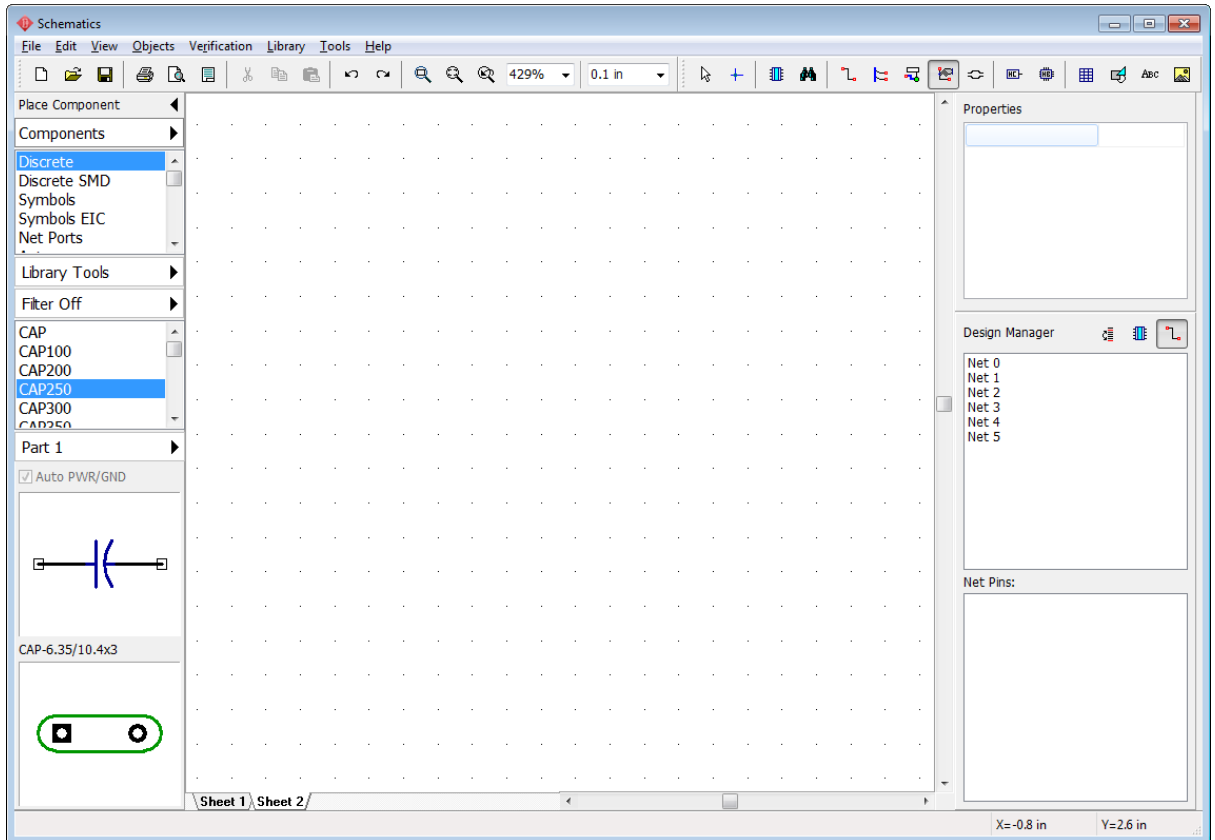 Schematics
File Edit View Objects Verification Library Tools Help
429% 0.1 in ABC
Place Component
Components
Discrete
Discrete SMD
Symbols
Symbols EIC
Net Ports
Library Tools
Filter Off
CAP
CAP100
CAP200
CAP250
CAP300
CAP350
Part 1
Auto PWR/GND
CAP-6.35/10.4x3
Sheet 1 Sheet 2
Properties
Design Manager
Net 0
Net 1
Net 2
Net 3
Net 4
Net 5
Net Pins:
X=-0.8 in Y=2.6 in